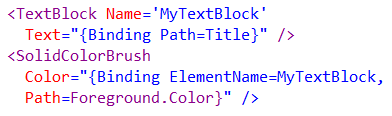 <TextBlock Name='MyTextBlock'
Text="{Binding Path=Title}" />
<SolidColorBrush
Color="{Binding ElementName=MyTextBlock,
Path=Foreground.Color}" />